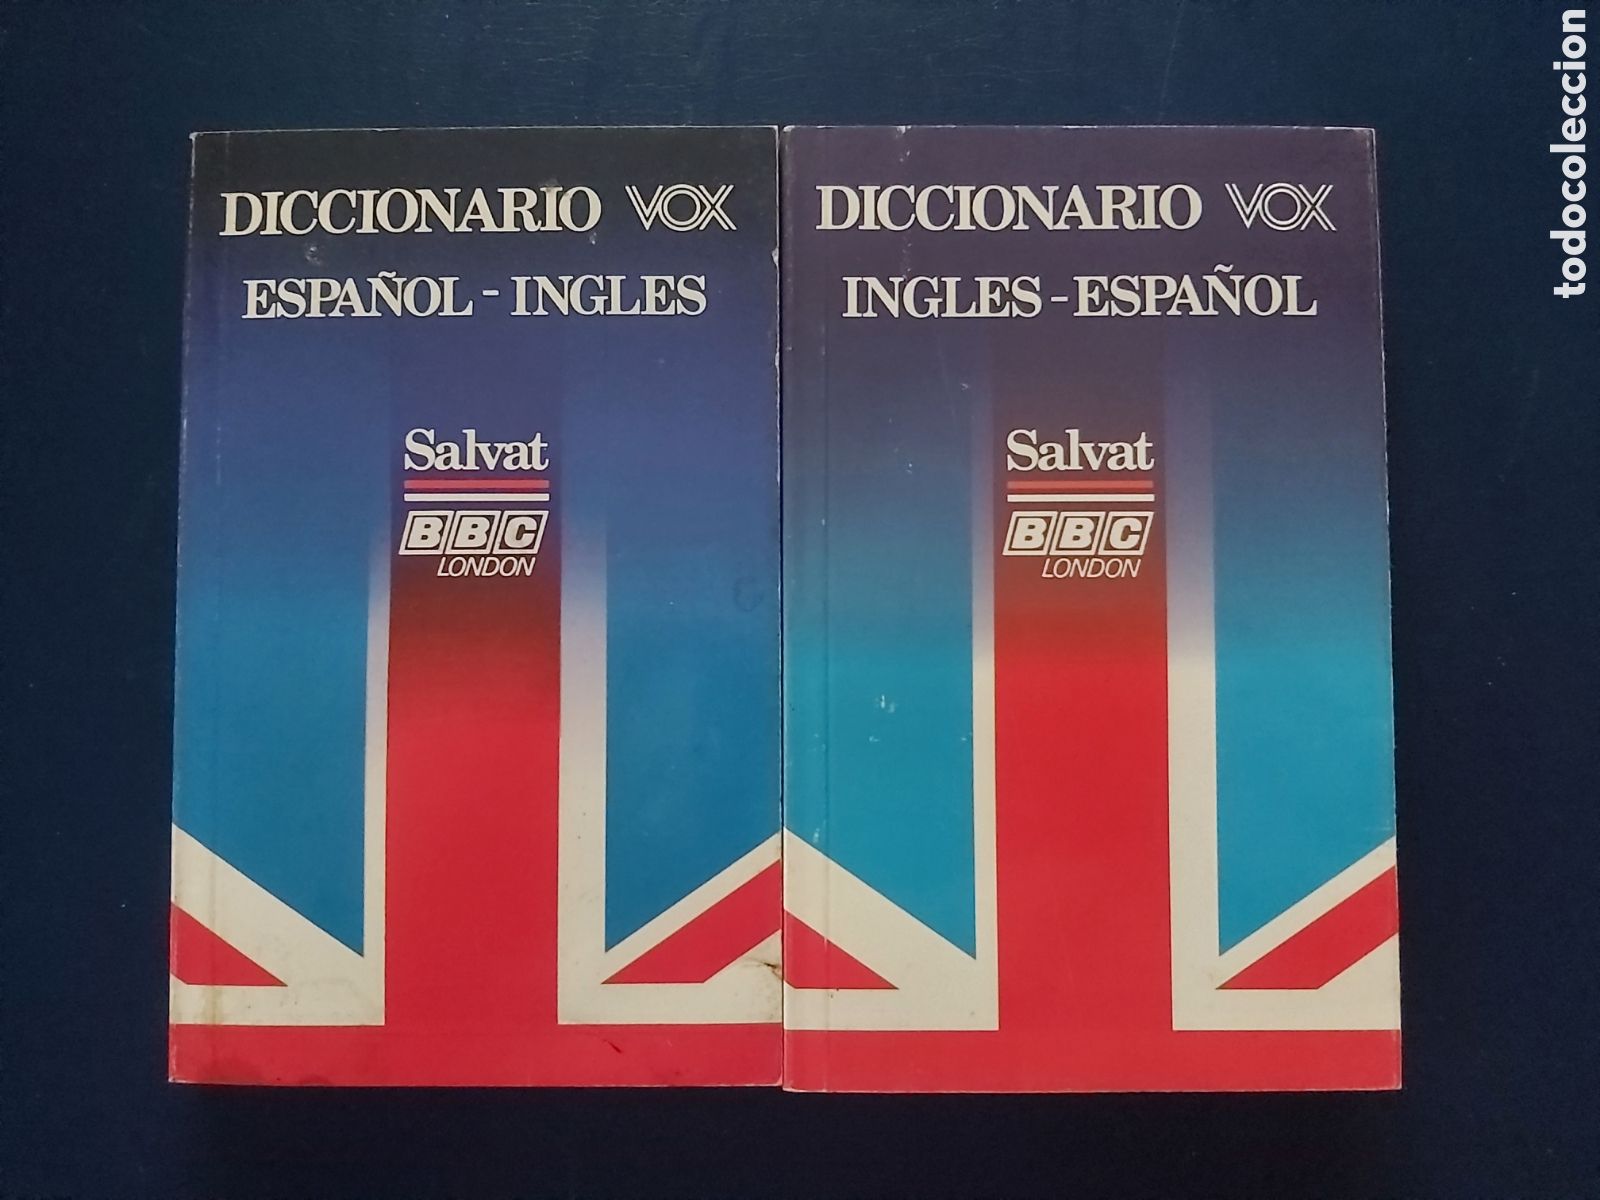 DICCIONARIO VOX
ESPAÑOL - INGLES
Salvat
BBC
LONDON
DICCIONARIO VOX
INGLES-ESPAÑOL
Salvat
BBC
LONDON
todocoleccion